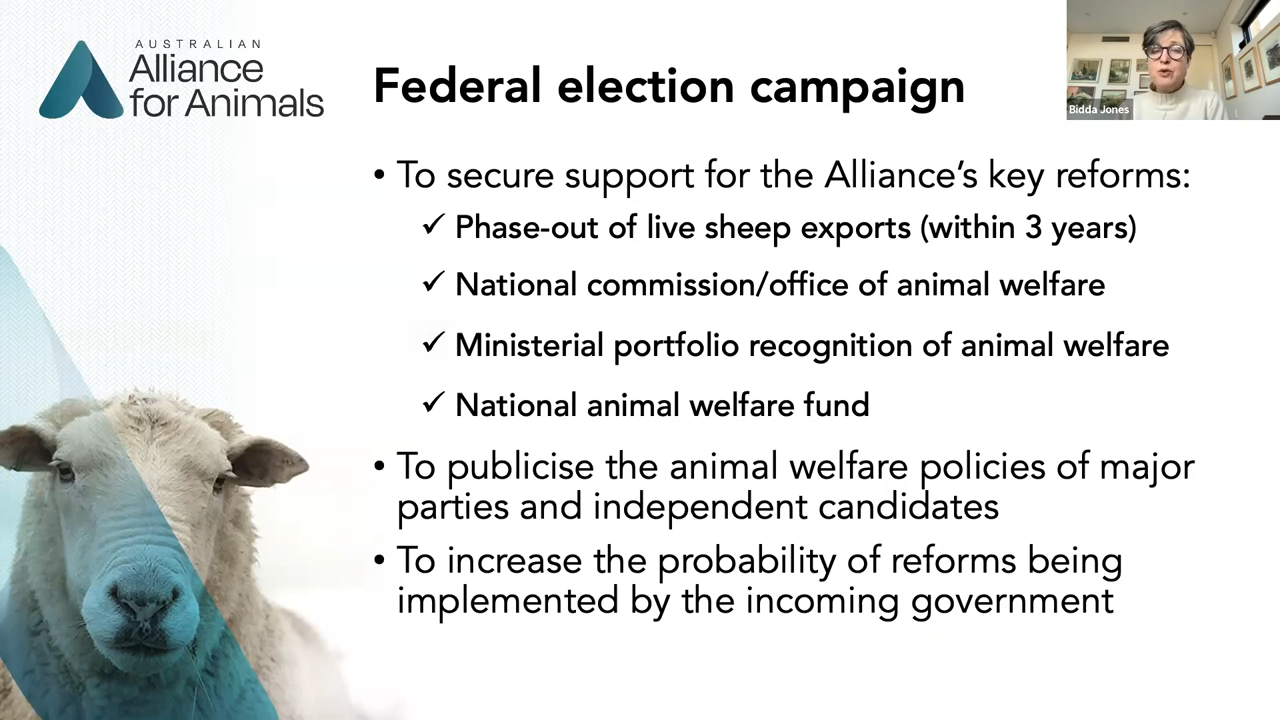 AUSTRALIAN
Alliance
for Animals
Federal election campaign
Bidda Jones
• To secure support for the Alliance’s key reforms:
✓ Phase-out of live sheep exports (within 3 years)
✓ National commission/office of animal welfare
✓ Ministerial portfolio recognition of animal welfare
✓ National animal welfare fund
• To publicise the animal welfare policies of major
parties and independent candidates
• To increase the probability of reforms being
implemented by the incoming government